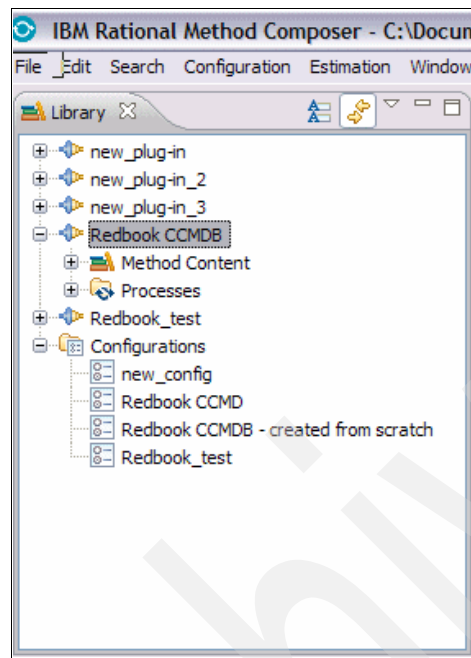 IBM Rational Method Composer - C:\Docum
File Edit Search Configuration Estimation Window
Library
new_plug-in
new_plug-in_2
new_plug-in_3
Redbook CCMDB
Method Content
Processes
Redbook_test
Configurations
new_config
Redbook CCMD
Redbook CCMDB - created from scratch
Redbook_test